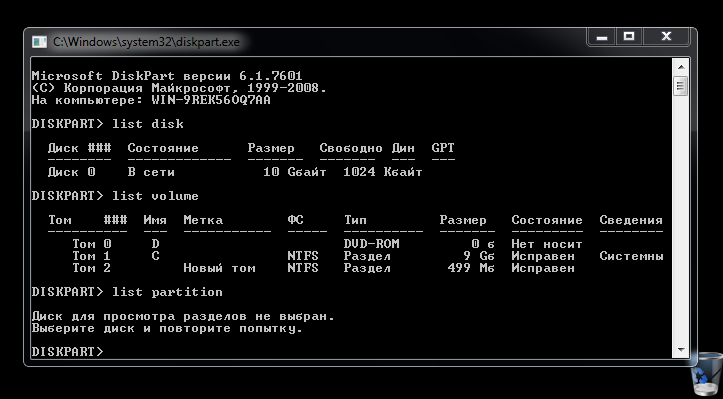 C:\Windows\system32\diskpart.exe
Microsoft DiskPart версии 6.1.7601
(C) Корпорация Майкрософт, 1999-2008.
На компьютере: WIN-9REK56OQ7AA
DISKPART> list disk
Диск ### Состояние Размер Свободно Дин GPT
-------- ------------- ------- ------- --- ---
Диск 0 В сети 10 Gбайт 1024 Kбайт
DISKPART> list volume
Том ### Имя Метка ФС Тип Размер Состояние Сведения
---------- --- ----------- ----- ---------- ------- --------- --------
Том 0 D DVD-ROM 0 б Нет носит
Том 1 C NTFS Раздел 9 Gб Исправен Системны
Том 2 Новый том NTFS Раздел 499 Mб Исправен
DISKPART> list partition
Диск для просмотра разделов не выбран.
Выберите диск и повторите попытку.
DISKPART>